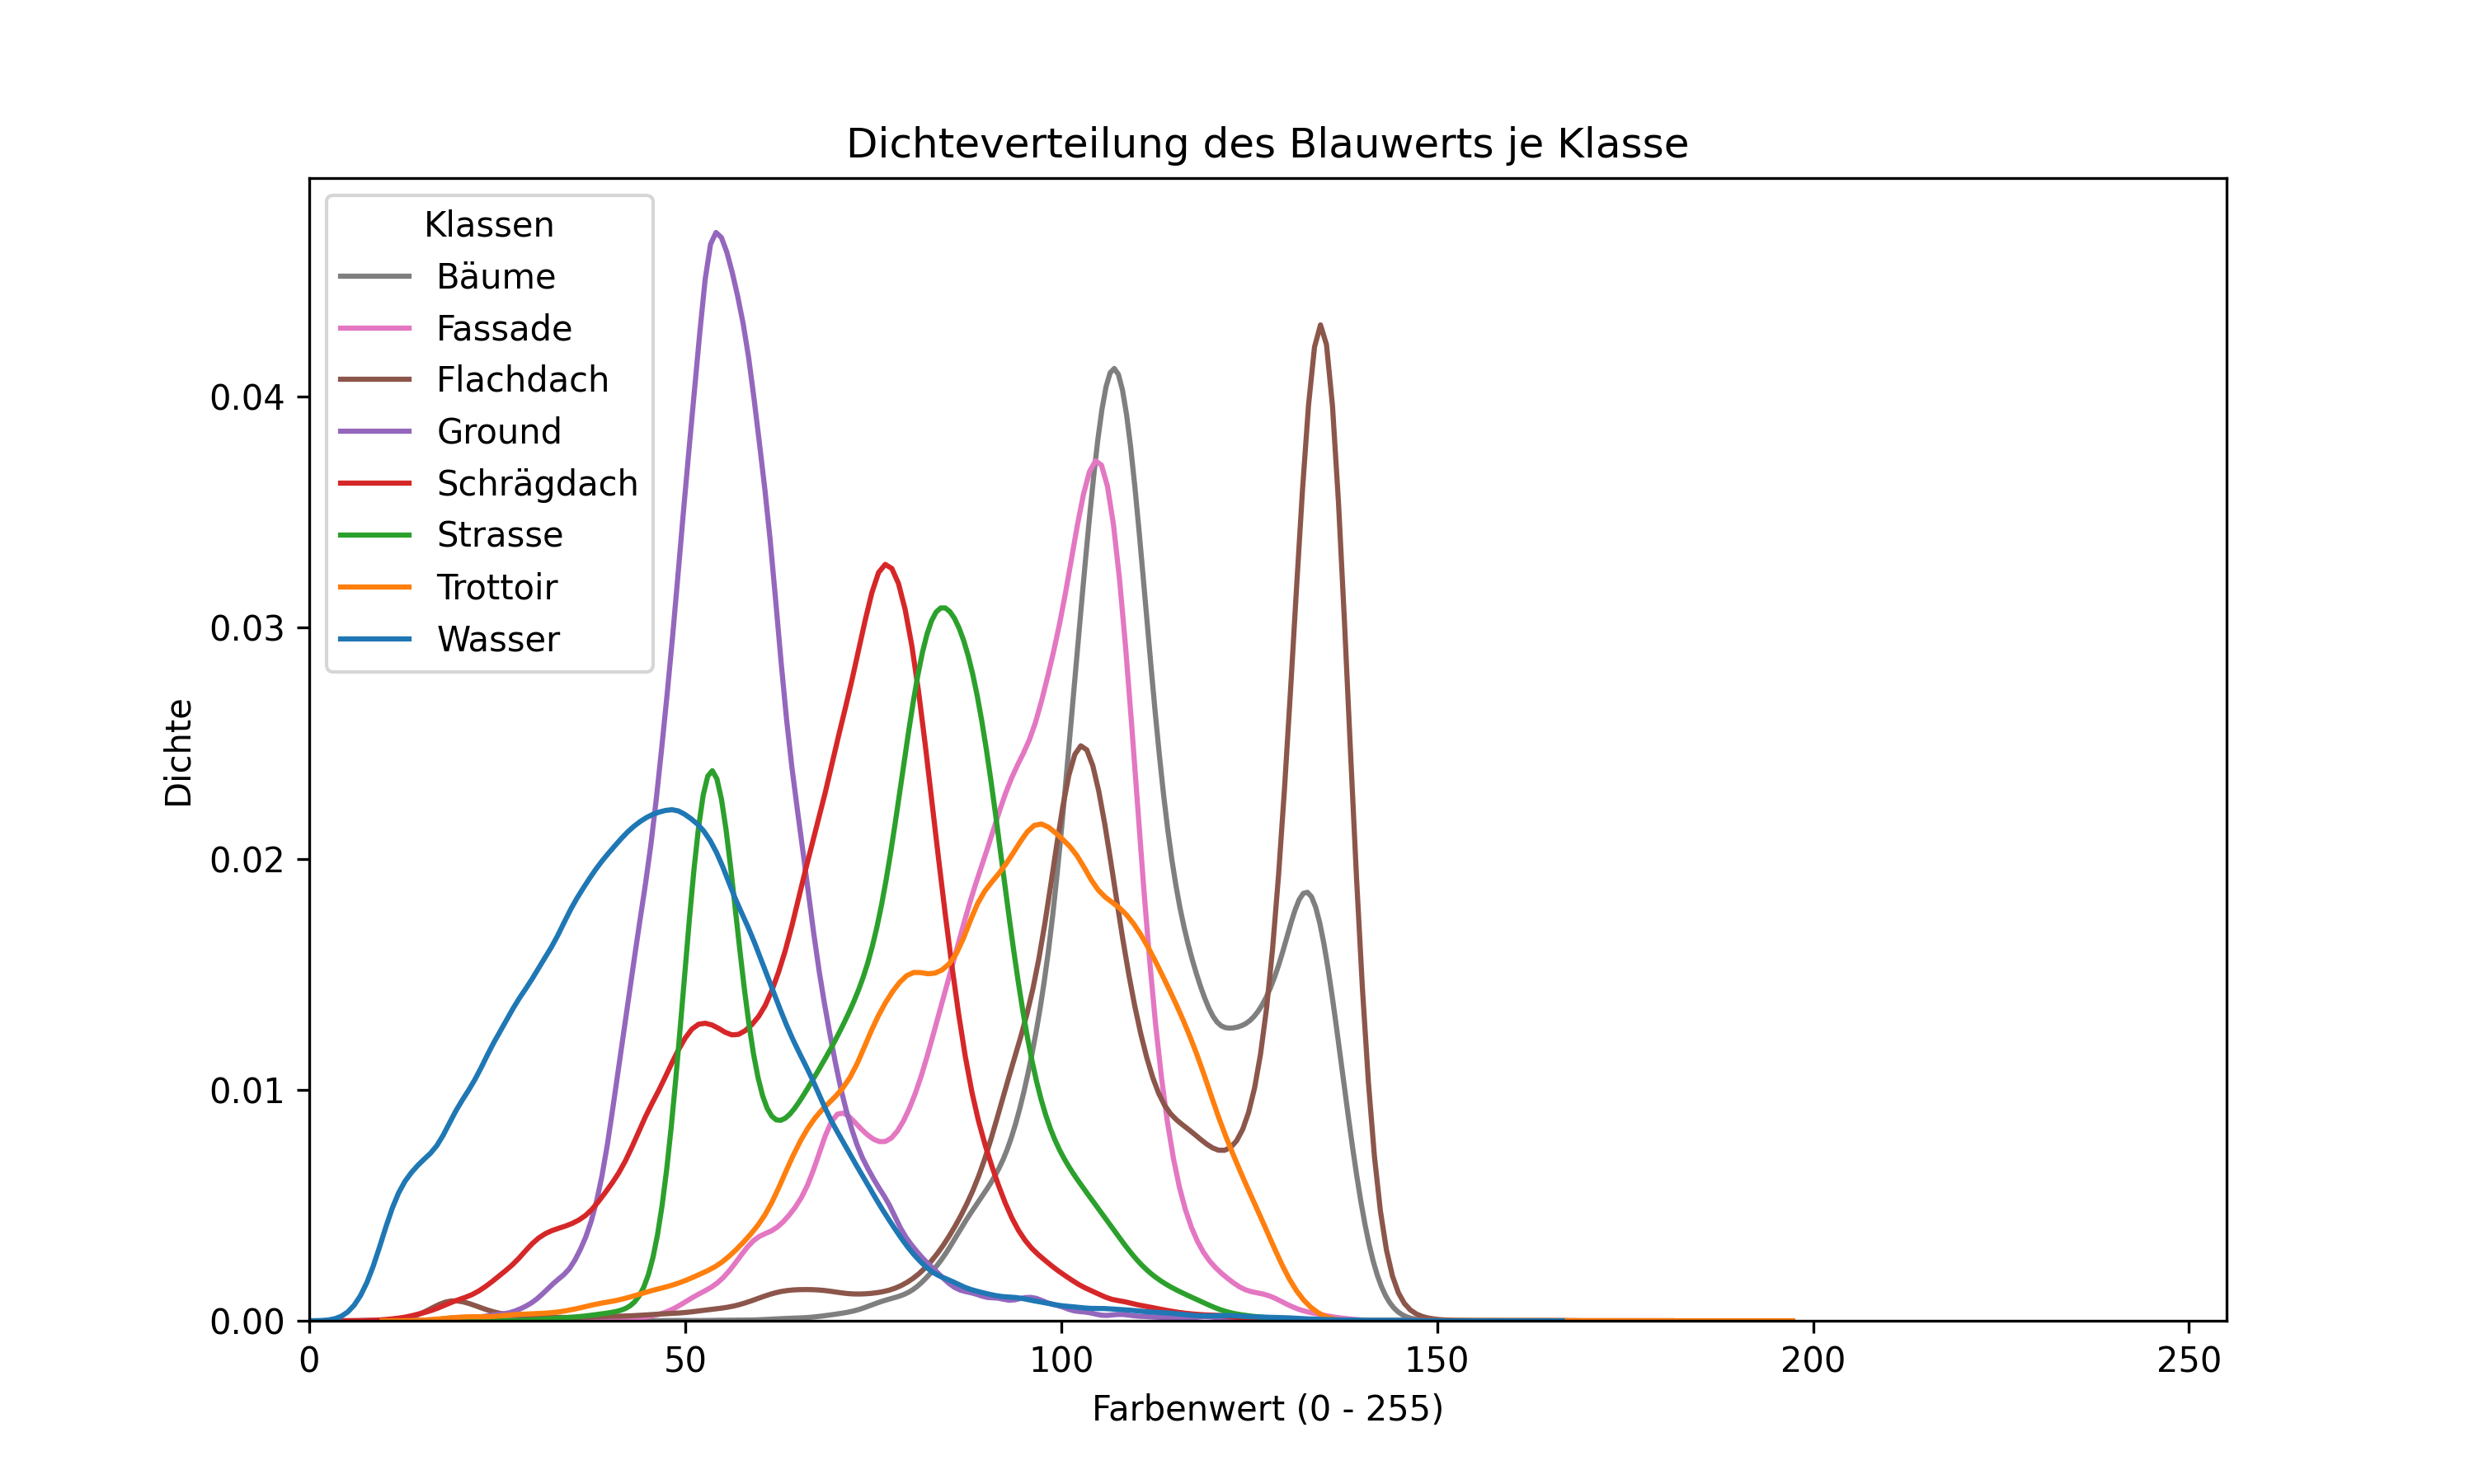 Dichteverteilung des Blauwerts je Klasse
Klassen
Bäume
Fassade
Flachdach
Ground
Schrägdach
Strasse
Trottoir
Wasser
Dichte
0.04
0.03
0.02
0.01
0.00
0 50 100 150 200 250
Farbenwert (0 - 255)